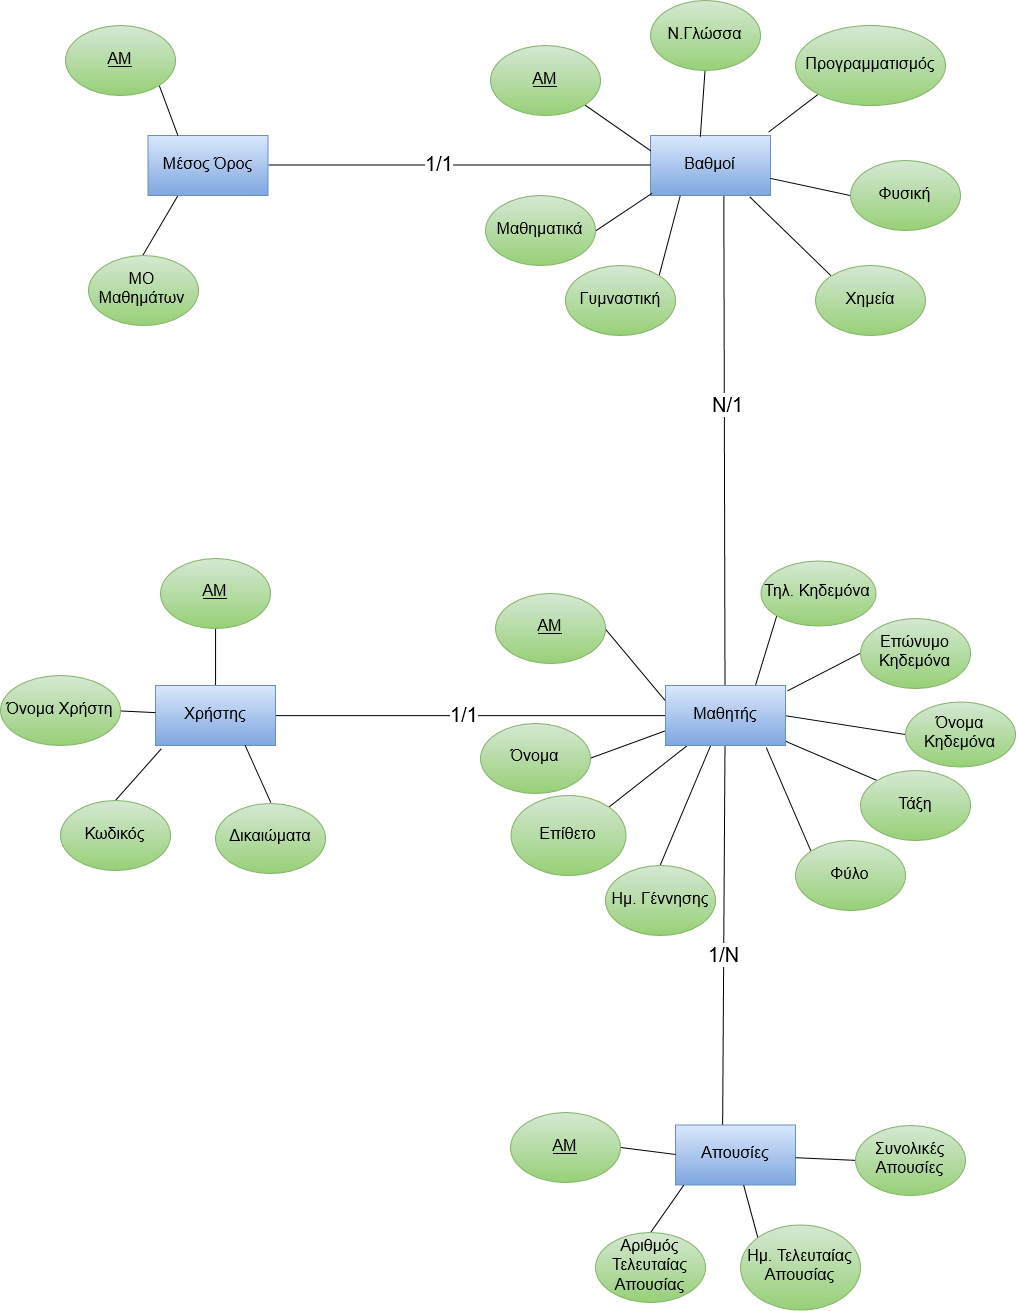 ΑΜ
Μέσος Όρος
ΜΟ
Μαθημάτων
1/1
ΑΜ
Ν.Γλώσσα
Προγραμματισμός
Βαθμοί
Φυσική
Μαθηματικά
Γυμναστική
Χημεία
Ν/1
ΑΜ
Όνομα Χρήστη
Χρήστης
Κωδικός
Δικαιώματα
1/1
ΑΜ
Τηλ. Κηδεμόνα
Επώνυμο
Κηδεμόνα
Μαθητής
Όνομα
Κηδεμόνα
Όνομα
Τάξη
Επίθετο
Φύλο
Ημ. Γέννησης
1/Ν
ΑΜ
Απουσίες
Συνολικές
Απουσίες
Αριθμός
Τελευταίας
Απουσίας
Ημ. Τελευταίας
Απουσίας